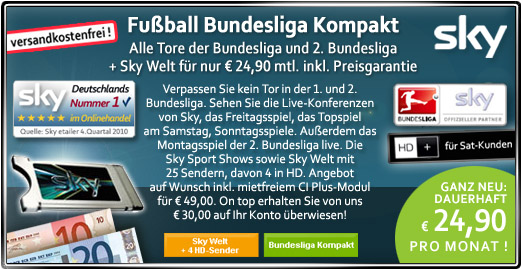 versandkostenfrei !
Fußball Bundesliga Kompakt
Alle Tore der Bundesliga und 2. Bundesliga
+ Sky Welt für nur € 24,90 mtl. inkl. Preisgarantie
sky
sky
Deutschlands
Nummer 1
im Onlinehandel
Quelle: Sky etailer 4.Quartal 2010
Verpassen Sie kein Tor in der 1. und 2.
Bundesliga. Sehen Sie die Live-Konferenzen
von Sky, das Freitagsspiel, das Topspiel
am Samstag, Sonntagsspiele. Außerdem das
Montagsspiel der 2. Bundesliga live. Die
Sky Sport Shows sowie Sky Welt mit
25 Sendern, davon 4 in HD. Angebot
auf Wunsch inkl. mietfreiem CI Plus-Modul
für € 49,00. On top erhalten Sie von uns
€ 30,00 auf Ihr Konto überwiesen!
BUNDESLIGA
sky
OFFIZIELLER PARTNER
HD +
für Sat-Kunden
GANZ NEU:
DAUERHAFT
€ 24,90
PRO MONAT !
10
20
Sky Welt
+ 4 HD-Sender
Bundesliga Kompakt